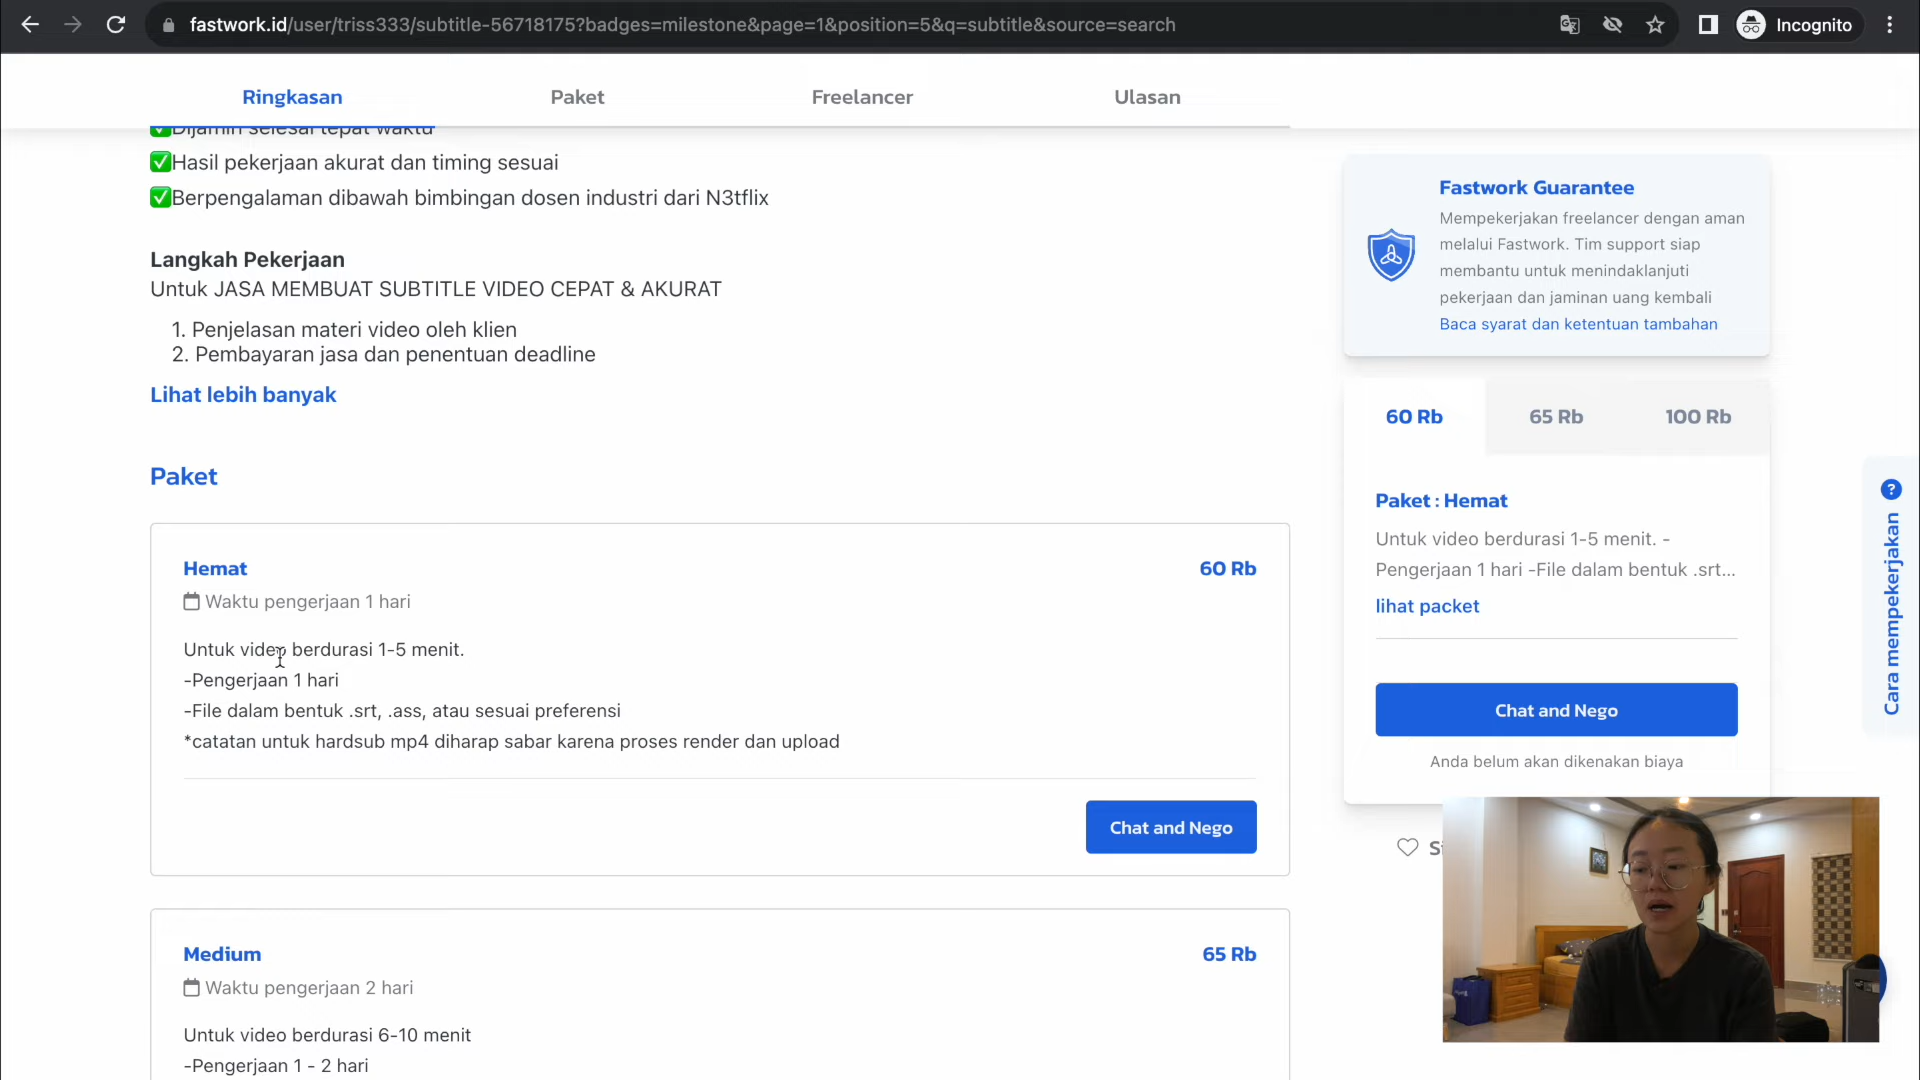 fastwork.id/user/triss333/subtitle-56718175?badges=milestone&page=1&position=5&q=subtitle&source=search
Incognito
Ringkasan
Paket
Freelancer
Ulasan
✅Dijamin selesai tepat waktu
✅Hasil pekerjaan akurat dan timing sesuai
✅Berpengalaman dibawah bimbingan dosen industri dari N3tflix
Langkah Pekerjaan
Untuk JASA MEMBUAT SUBTITLE VIDEO CEPAT & AKURAT
1. Penjelasan materi video oleh klien
2. Pembayaran jasa dan penentuan deadline
Lihat lebih banyak
Paket
Hemat
60 Rb
Waktu pengerjaan 1 hari
Untuk video berdurasi 1-5 menit.
-Pengerjaan 1 hari
-File dalam bentuk .srt, .ass, atau sesuai preferensi
*catatan untuk hardsub mp4 diharap sabar karena proses render dan upload
Chat and Nego
Medium
65 Rb
Waktu pengerjaan 2 hari
Untuk video berdurasi 6-10 menit
-Pengerjaan 1 - 2 hari
Fastwork Guarantee
Mempekerjakan freelancer dengan aman
melalui Fastwork. Tim support siap
membantu untuk menindaklanjuti
pekerjaan dan jaminan uang kembali
Baca syarat dan ketentuan tambahan
60 Rb
65 Rb
100 Rb
Paket : Hemat
Untuk video berdurasi 1-5 menit. -
Pengerjaan 1 hari -File dalam bentuk .srt...
lihat packet
Chat and Nego
Anda belum akan dikenakan biaya
Cara mempekerjakan ?